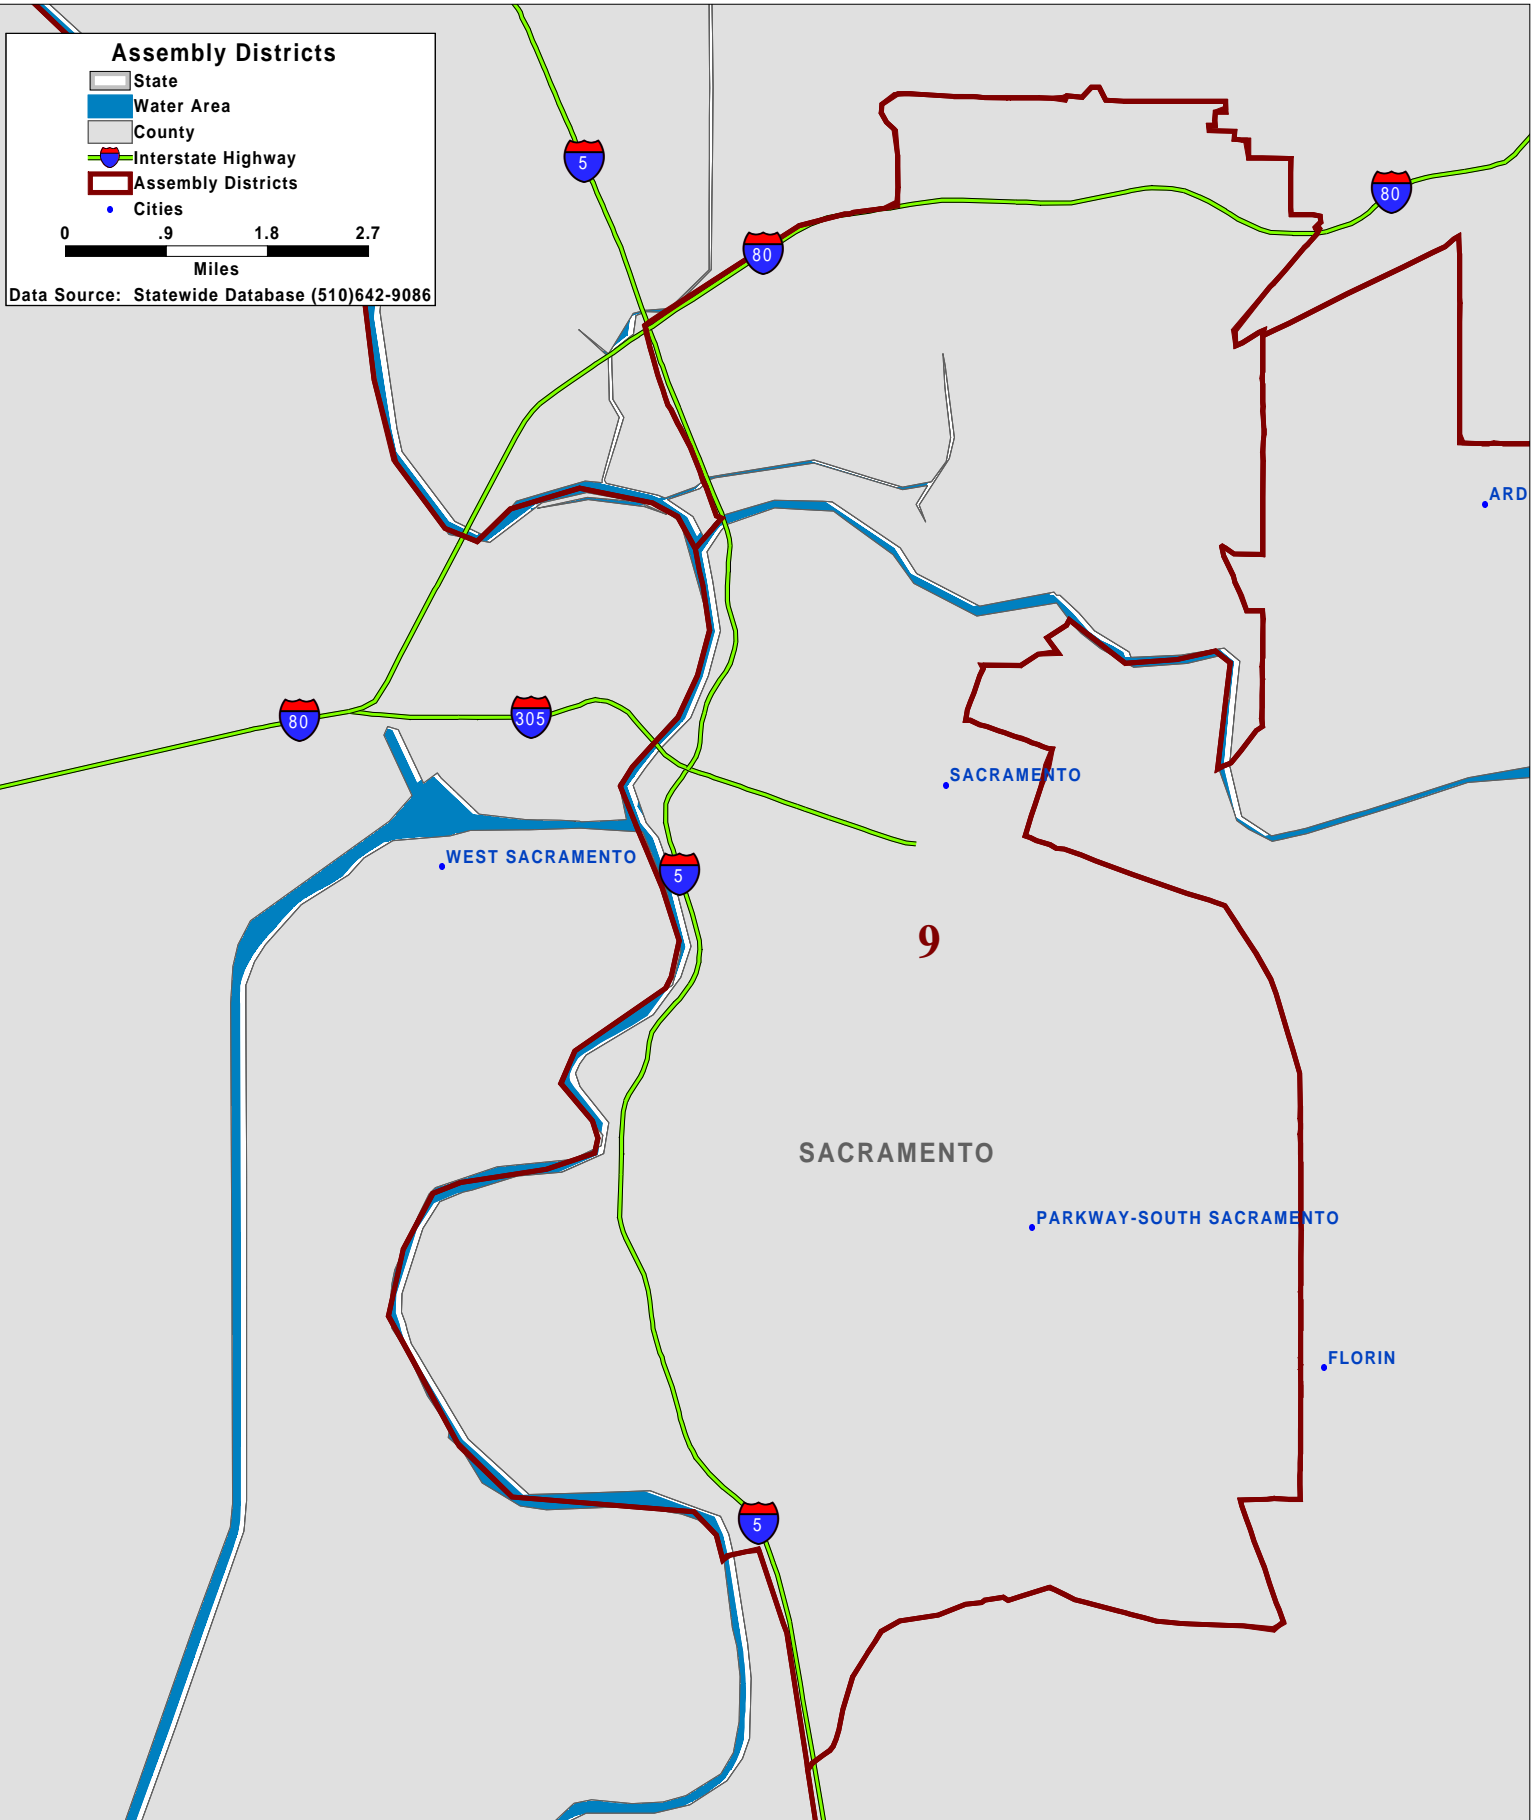 Assembly Districts
State
Water Area
County
Interstate Highway
Assembly Districts
Cities
0 .9 1.8 2.7
Miles
Data Source: Statewide Database (510)642-9086
5
80
80
ARD
80
305
SACRAMENTO
WEST SACRAMENTO
5
9
SACRAMENTO
PARKWAY-SOUTH SACRAMENTO
FLORIN
5